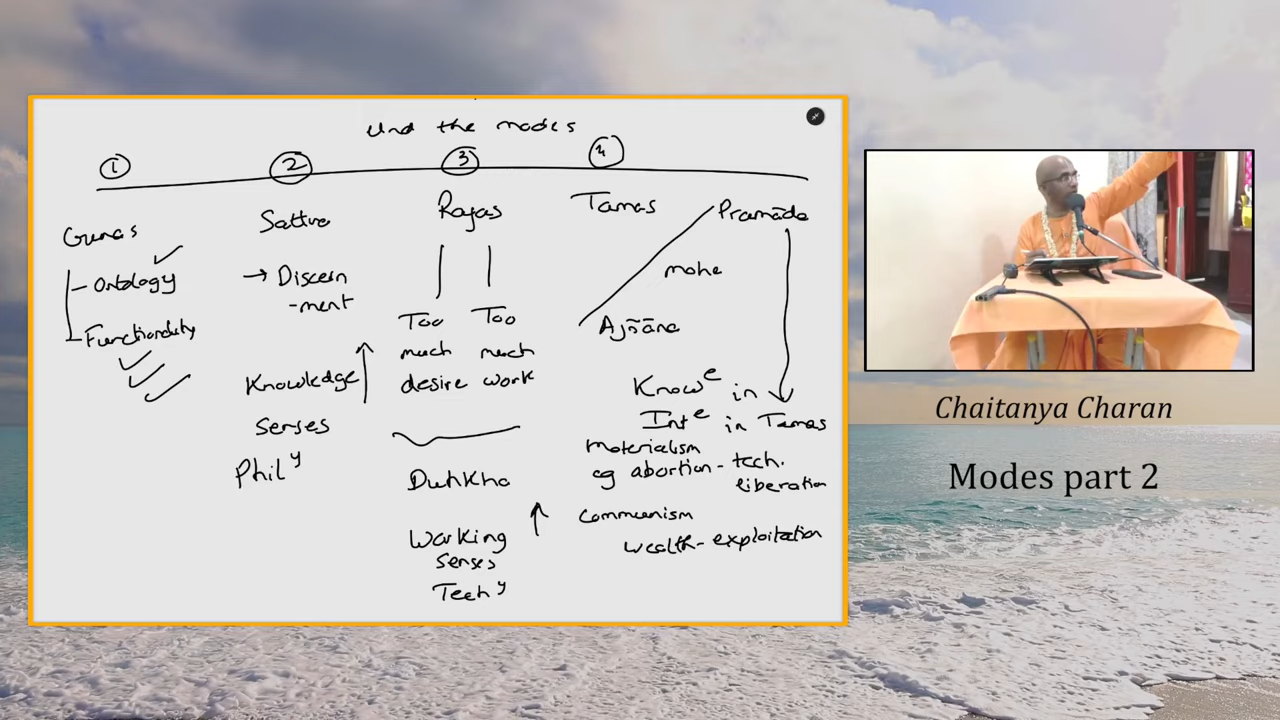 Und the modes
1
2
3
4
Gunas
- Ontology
- Functionality
Sattva
→ Discern
-ment
Knowledge
senses
Phil y
Rajas
Too Too
much much
desire work
Duhkha
Working
senses
Tech y
Tamas
Pramāda
moha
Ajñāna
Know e in
Int e in Tamas
materialism
eg abortion - tech.
liberation
Communism
wealth - exploitation
Chaitanya Charan
Modes part 2